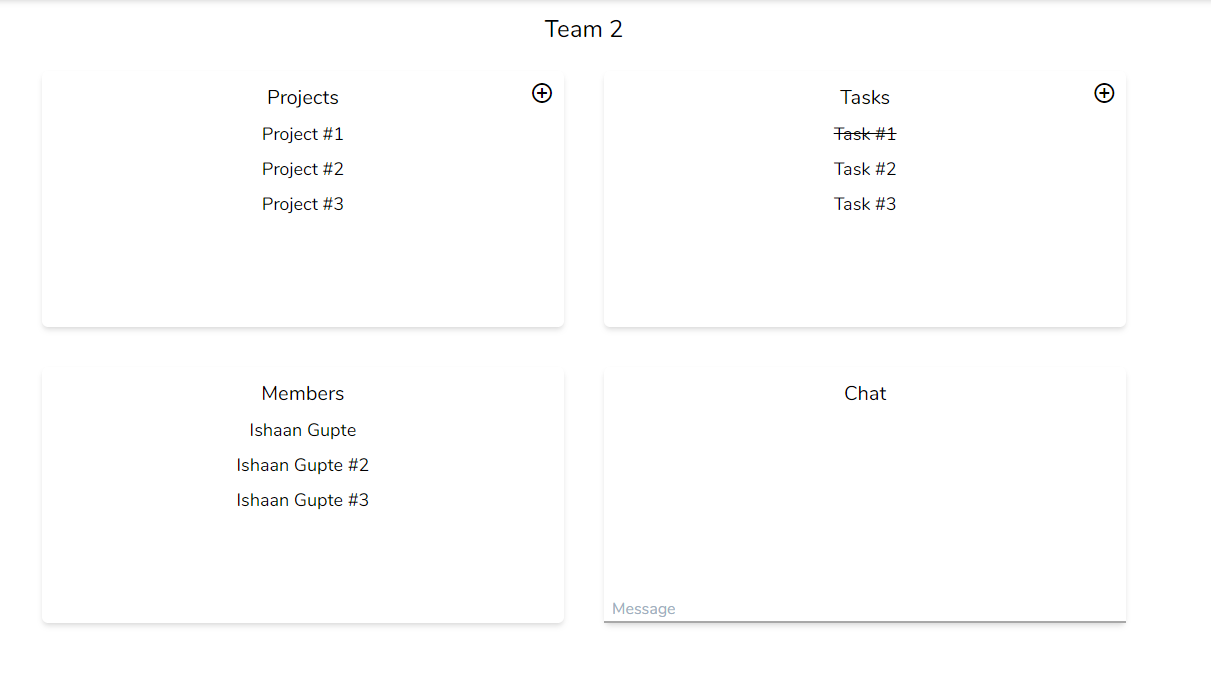 Team 2
Projects
Project #1
Project #2
Project #3
Tasks
Task #1
Task #2
Task #3
Members
Ishaan Gupte
Ishaan Gupte #2
Ishaan Gupte #3
Chat
Message